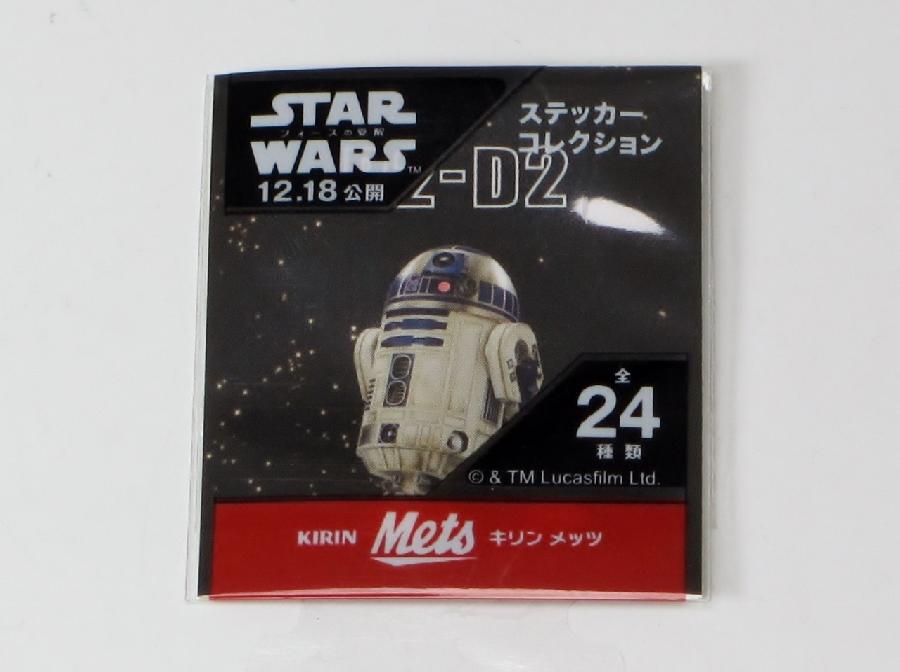 STAR
フォースの覚醒
WARS™
12.18 公開
ステッカー
コレクション
2-D2
全
24
種類
© & TM Lucasfilm Ltd.
KIRIN Mets キリン メッツ